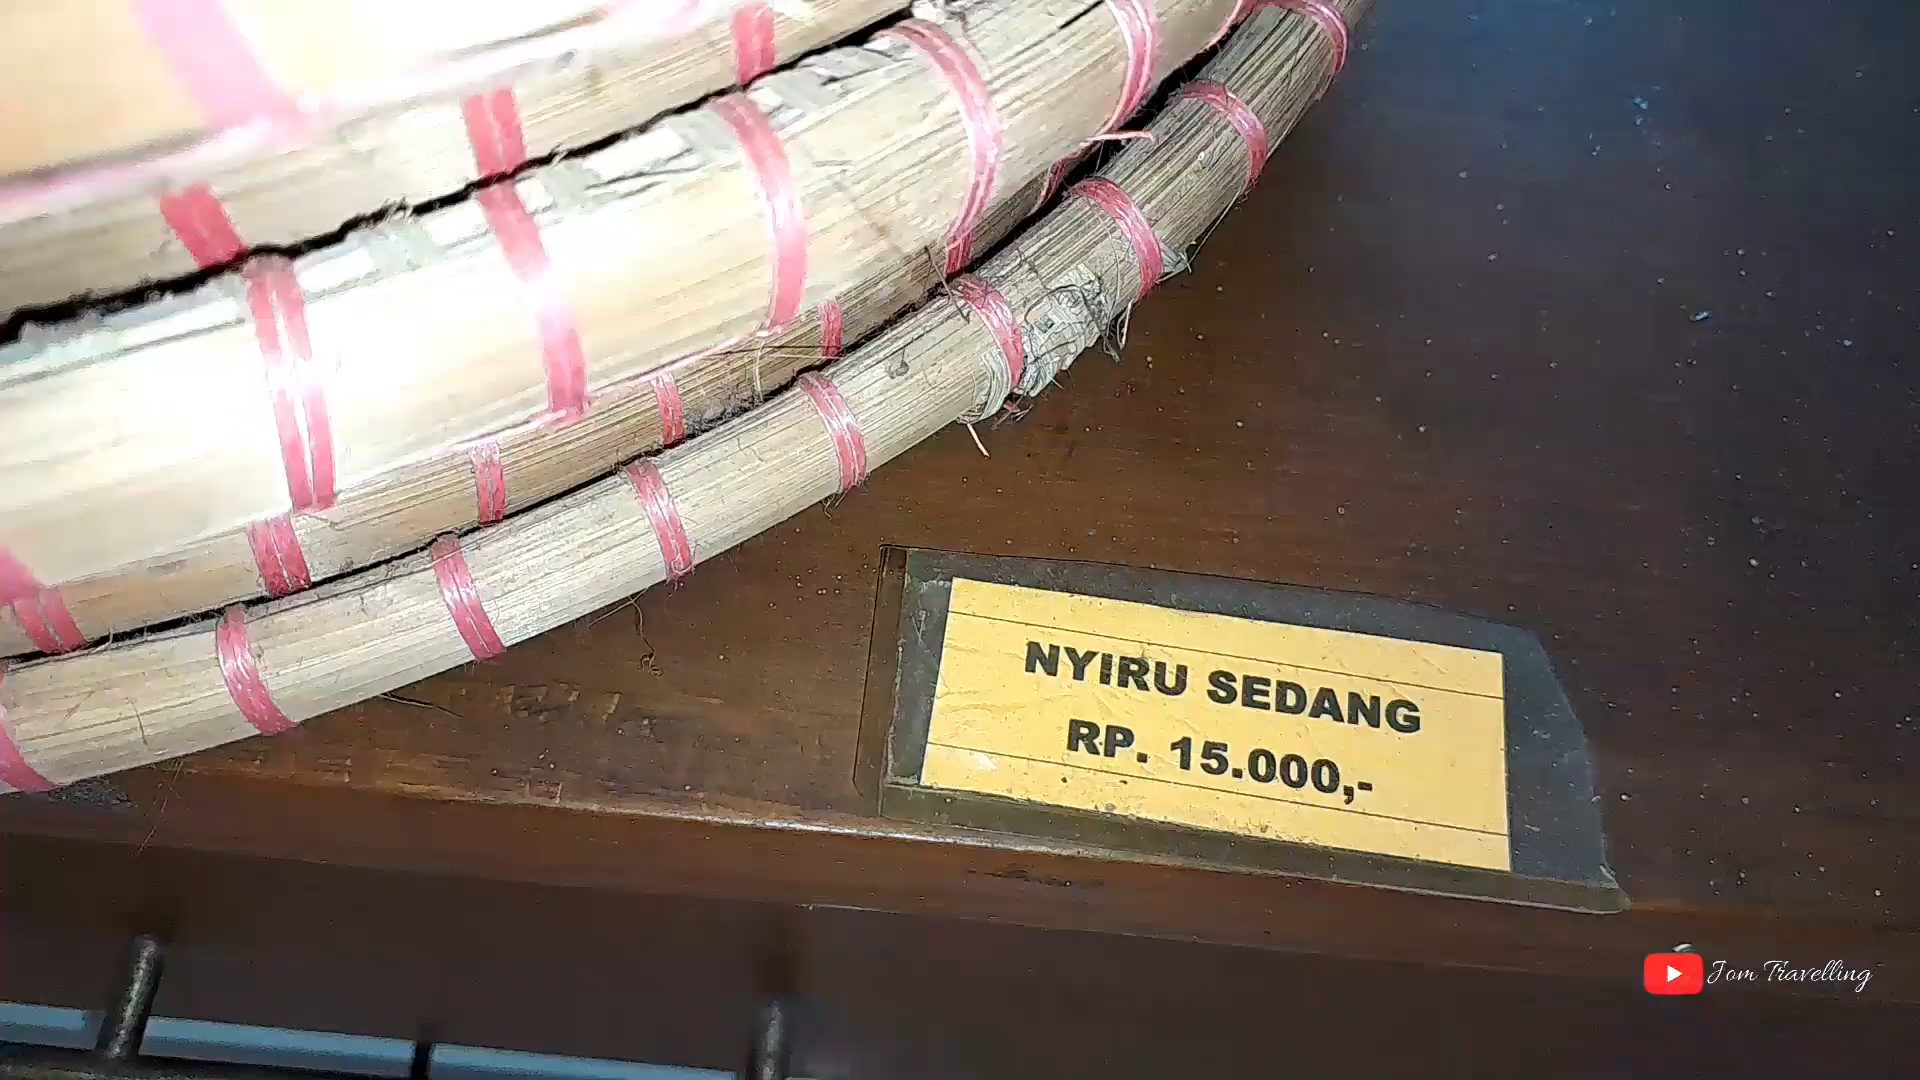 NYIRU SEDANG
RP. 15.000,-
Jom Travelling